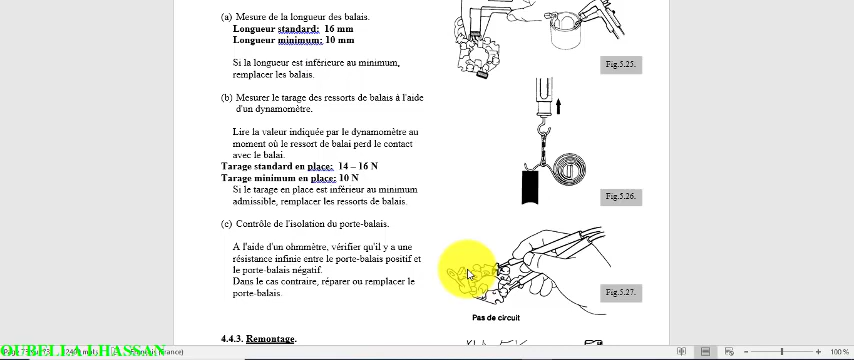 (a) Mesure de la longueur des balais.
Longueur standard: 16 mm
Longueur minimum: 10 mm
Si la longueur est inférieure au minimum,
remplacer les balais.
Fig.5.25.
(b) Mesurer le tarage des ressorts de balais à l'aide
d'un dynamomètre.
Lire la valeur indiquée par le dynamomètre au
moment où le ressort de balai perd le contact
avec le balai.
Tarage standard en place: 14 – 16 N
Tarage minimum en place: 10 N
Si le tarage en place est inférieur au minimum
admissible, remplacer les ressorts de balais.
Fig.5.26.
(c) Contrôle de l'isolation du porte-balais.
A l'aide d'un ohmmètre, vérifier qu'il y a une
résistance infinie entre le porte-balais positif et
le porte-balais négatif.
Dans le cas contraire, réparer ou remplacer le
porte-balais.
Fig.5.27.
Pas de circuit
4.4.3. Remontage.
OURELLA LHASSAN
100 %